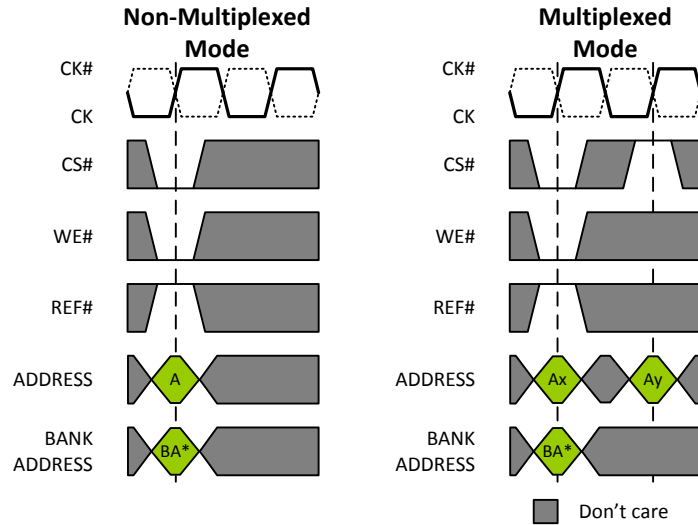 Non-Multiplexed
Mode
CK#
CK
CS#
WE#
REF#
ADDRESS
A
BANK
ADDRESS
BA*
Multiplexed
Mode
CK#
CK
CS#
WE#
REF#
ADDRESS
Ax
Ay
BANK
ADDRESS
BA*
Don't care